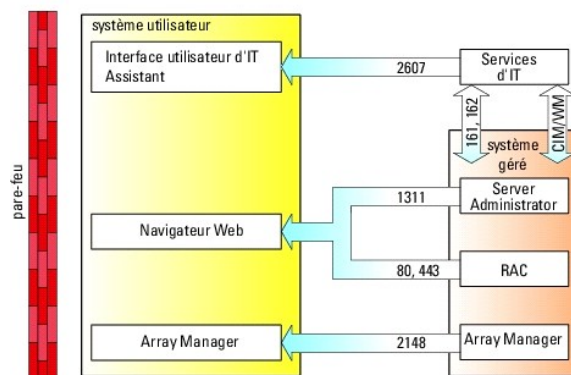 système utilisateur
Interface utilisateur d'IT
Assistant
2607
Services
d'IT
161, 162
CIM/WM
système
géré
pare-feu
1311
Server
Administrator
Navigateur Web
80, 443
RAC
Array Manager
2148
Array Manager